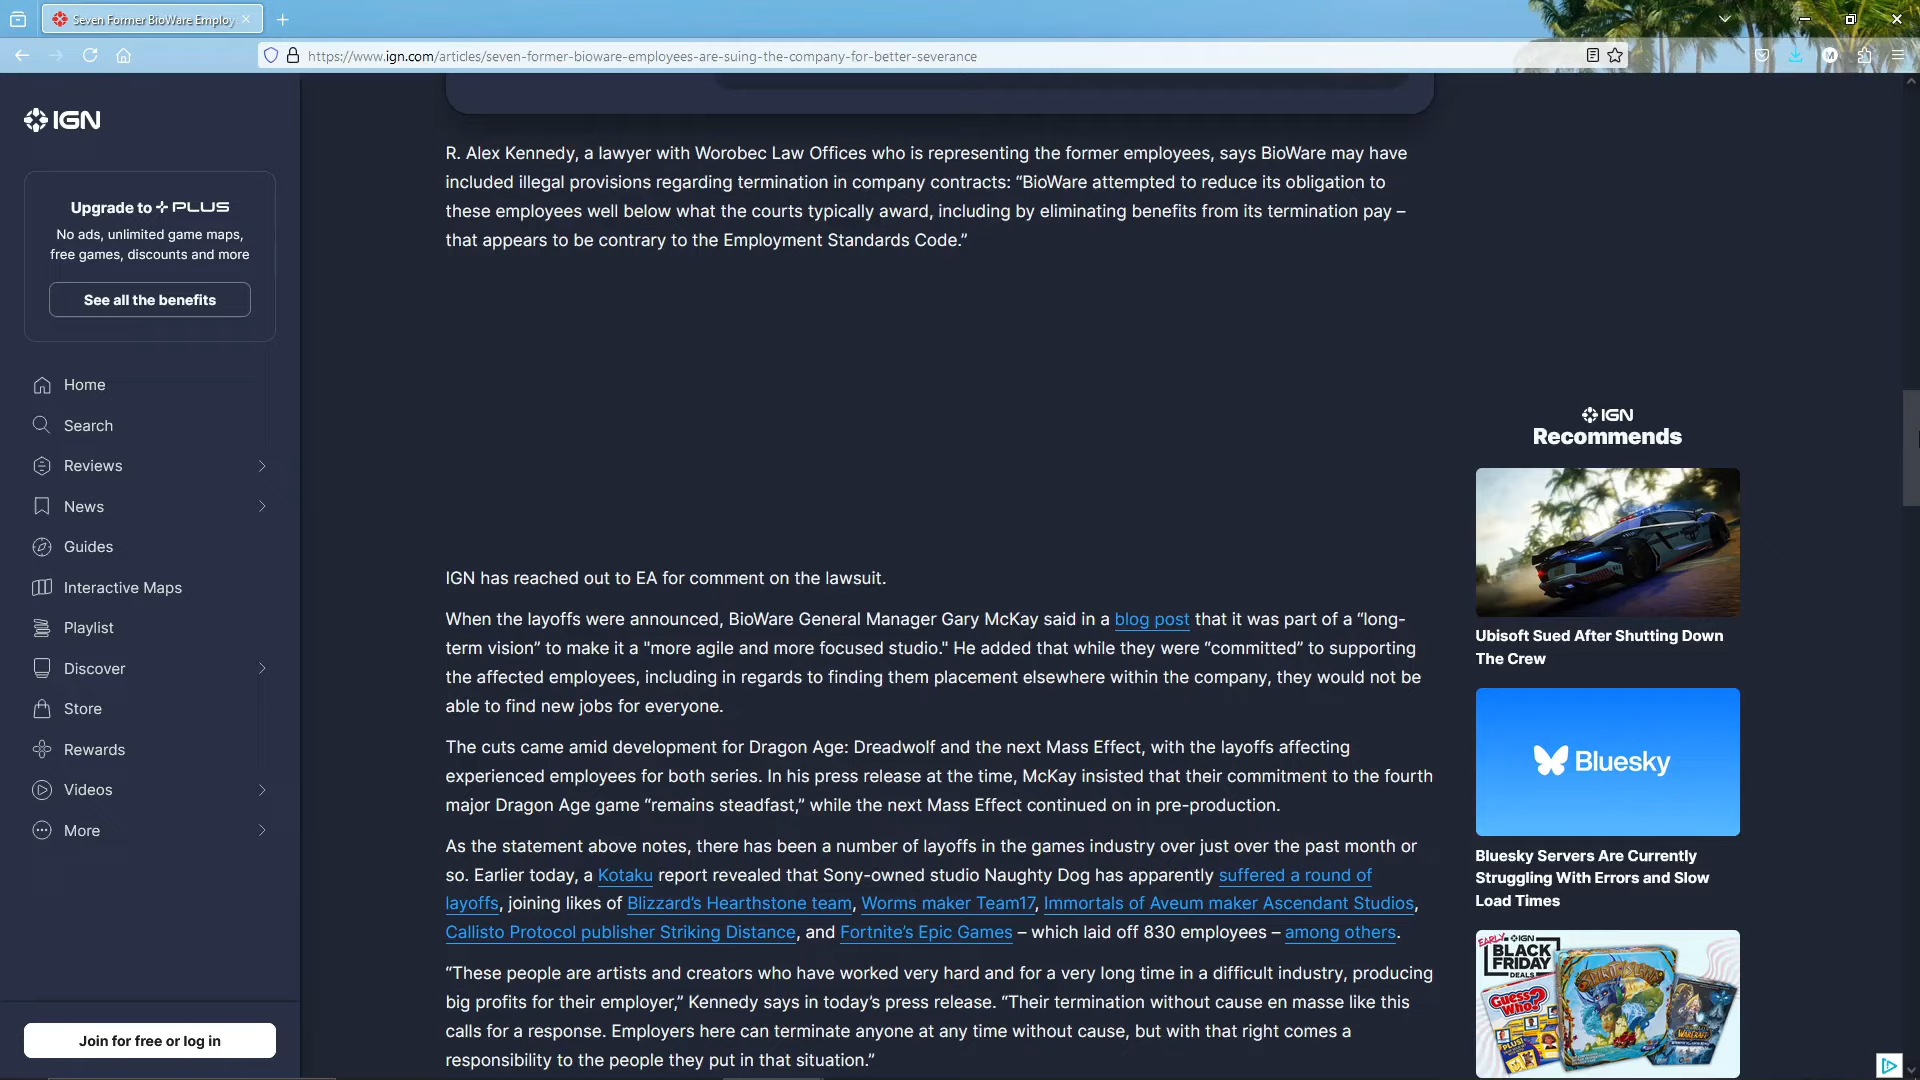 Seven Former BioWare Employ
https://www.ign.com/articles/seven-former-bioware-employees-are-suing-the-company-for-better-severance
M
IGN
Upgrade to PLUS
No ads, unlimited game maps,
free games, discounts and more
See all the benefits
Home
Search
Reviews
News
Guides
Interactive Maps
Playlist
Discover
Store
Rewards
Videos
More
Join for free or log in
R. Alex Kennedy, a lawyer with Worobec Law Offices who is representing the former employees, says BioWare may have
included illegal provisions regarding termination in company contracts: “BioWare attempted to reduce its obligation to
these employees well below what the courts typically award, including by eliminating benefits from its termination pay –
that appears to be contrary to the Employment Standards Code.”
IGN has reached out to EA for comment on the lawsuit.
When the layoffs were announced, BioWare General Manager Gary McKay said in a blog post that it was part of a “long-
term vision” to make it a "more agile and more focused studio." He added that while they were “committed” to supporting
the affected employees, including in regards to finding them placement elsewhere within the company, they would not be
able to find new jobs for everyone.
The cuts came amid development for Dragon Age: Dreadwolf and the next Mass Effect, with the layoffs affecting
experienced employees for both series. In his press release at the time, McKay insisted that their commitment to the fourth
major Dragon Age game “remains steadfast,” while the next Mass Effect continued on in pre-production.
As the statement above notes, there has been a number of layoffs in the games industry over just over the past month or
so. Earlier today, a Kotaku report revealed that Sony-owned studio Naughty Dog has apparently suffered a round of
layoffs, joining likes of Blizzard’s Hearthstone team, Worms maker Team17, Immortals of Aveum maker Ascendant Studios,
Callisto Protocol publisher Striking Distance, and Fortnite’s Epic Games – which laid off 830 employees – among others.
“These people are artists and creators who have worked very hard and for a very long time in a difficult industry, producing
big profits for their employer,” Kennedy says in today’s press release. “Their termination without cause en masse like this
calls for a response. Employers here can terminate anyone at any time without cause, but with that right comes a
responsibility to the people they put in that situation.”
IGN
Recommends
Ubisoft Sued After Shutting Down
The Crew
Bluesky
Bluesky Servers Are Currently
Struggling With Errors and Slow
Load Times
EARLY IGN
BLACK
FRIDAY
DEALS
SPIRIT ISLAND
GUESS
WHO?
PLUS!
WARCRAFT